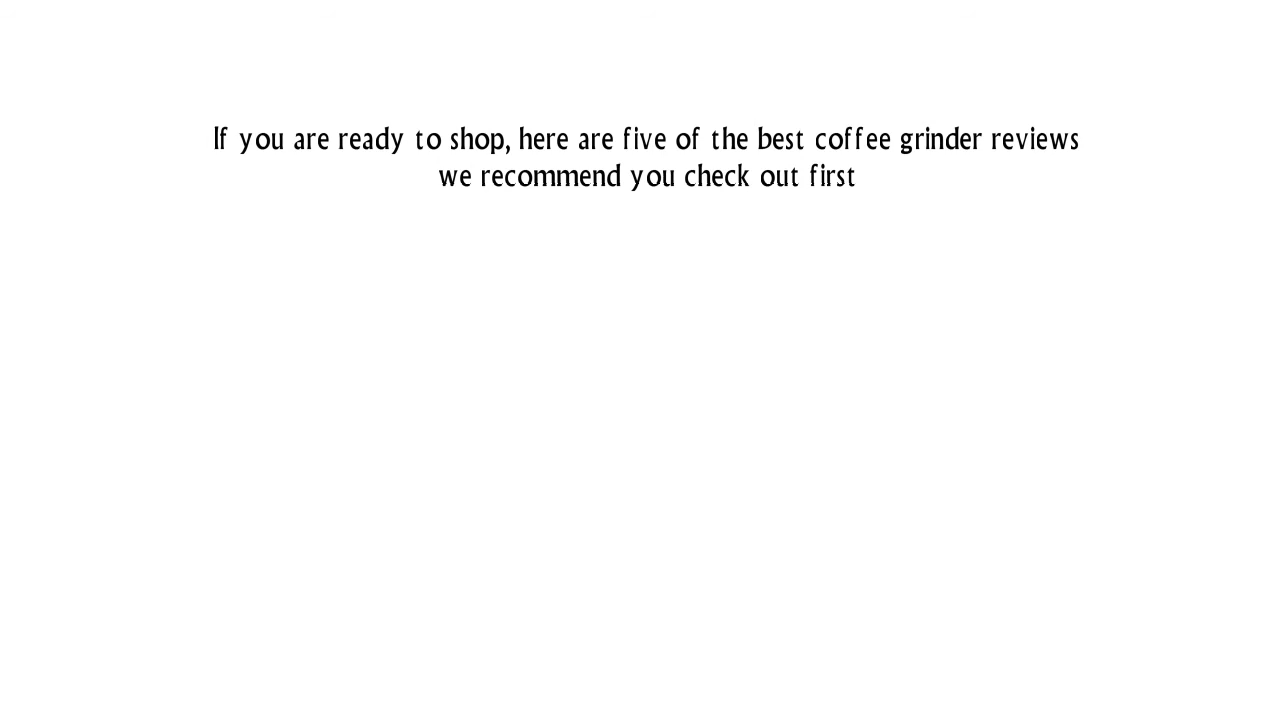 If you are ready to shop, here are five of the best coffee grinder reviews
we recommend you check out first